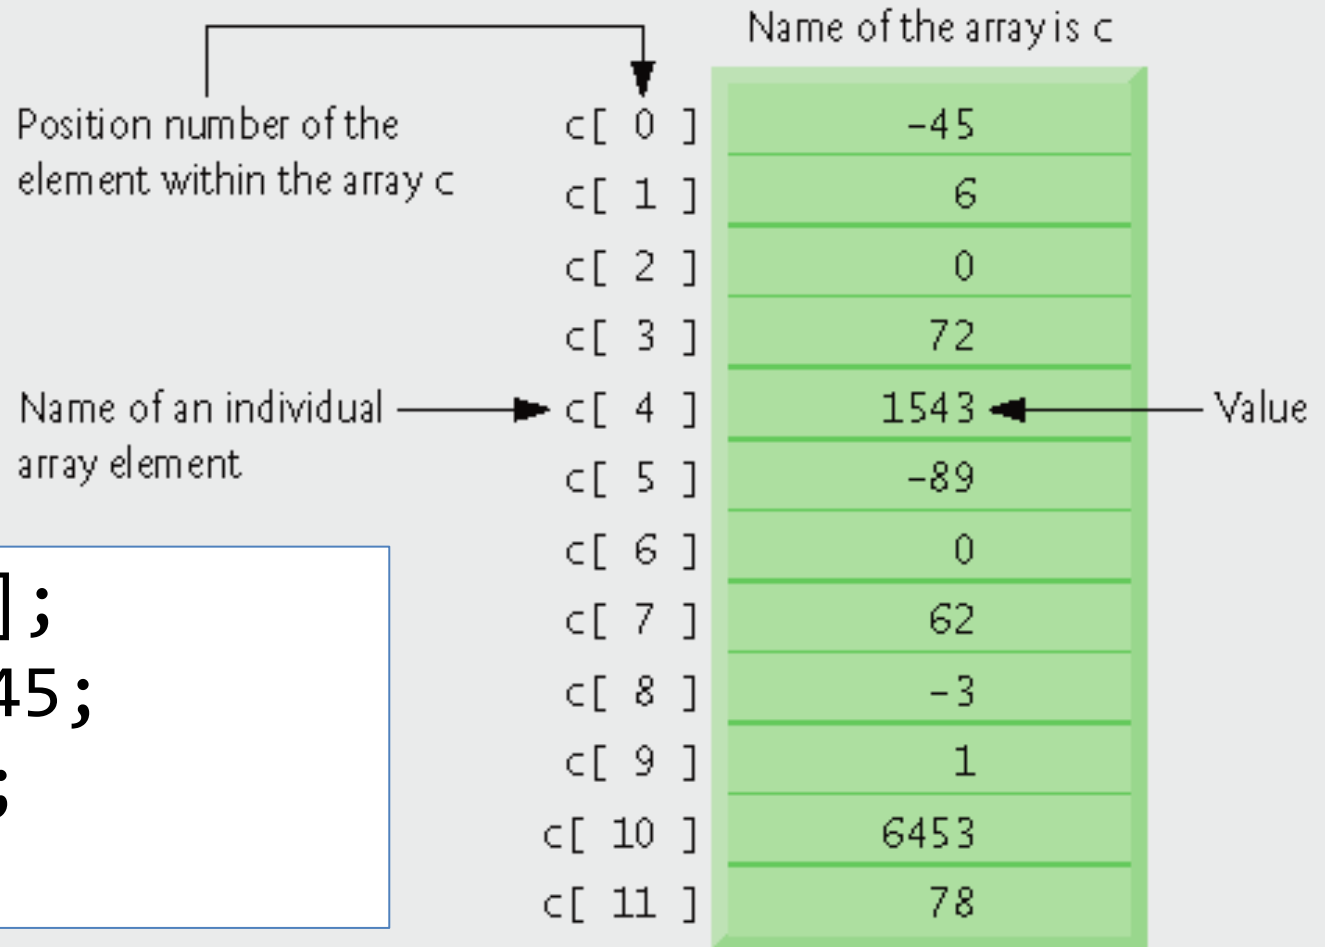 Name of the array is c
Position number of the
element within the array c
c[ 0 ] -45
c[ 1 ] 6
c[ 2 ] 0
c[ 3 ] 72
Name of an individual
array element
c[ 4 ] 1543
Value
c[ 5 ] -89
c[ 6 ] 0
c[ 7 ] 62
c[ 8 ] -3
c[ 9 ] 1
c[ 10 ] 6453
c[ 11 ] 78
];
45;
;